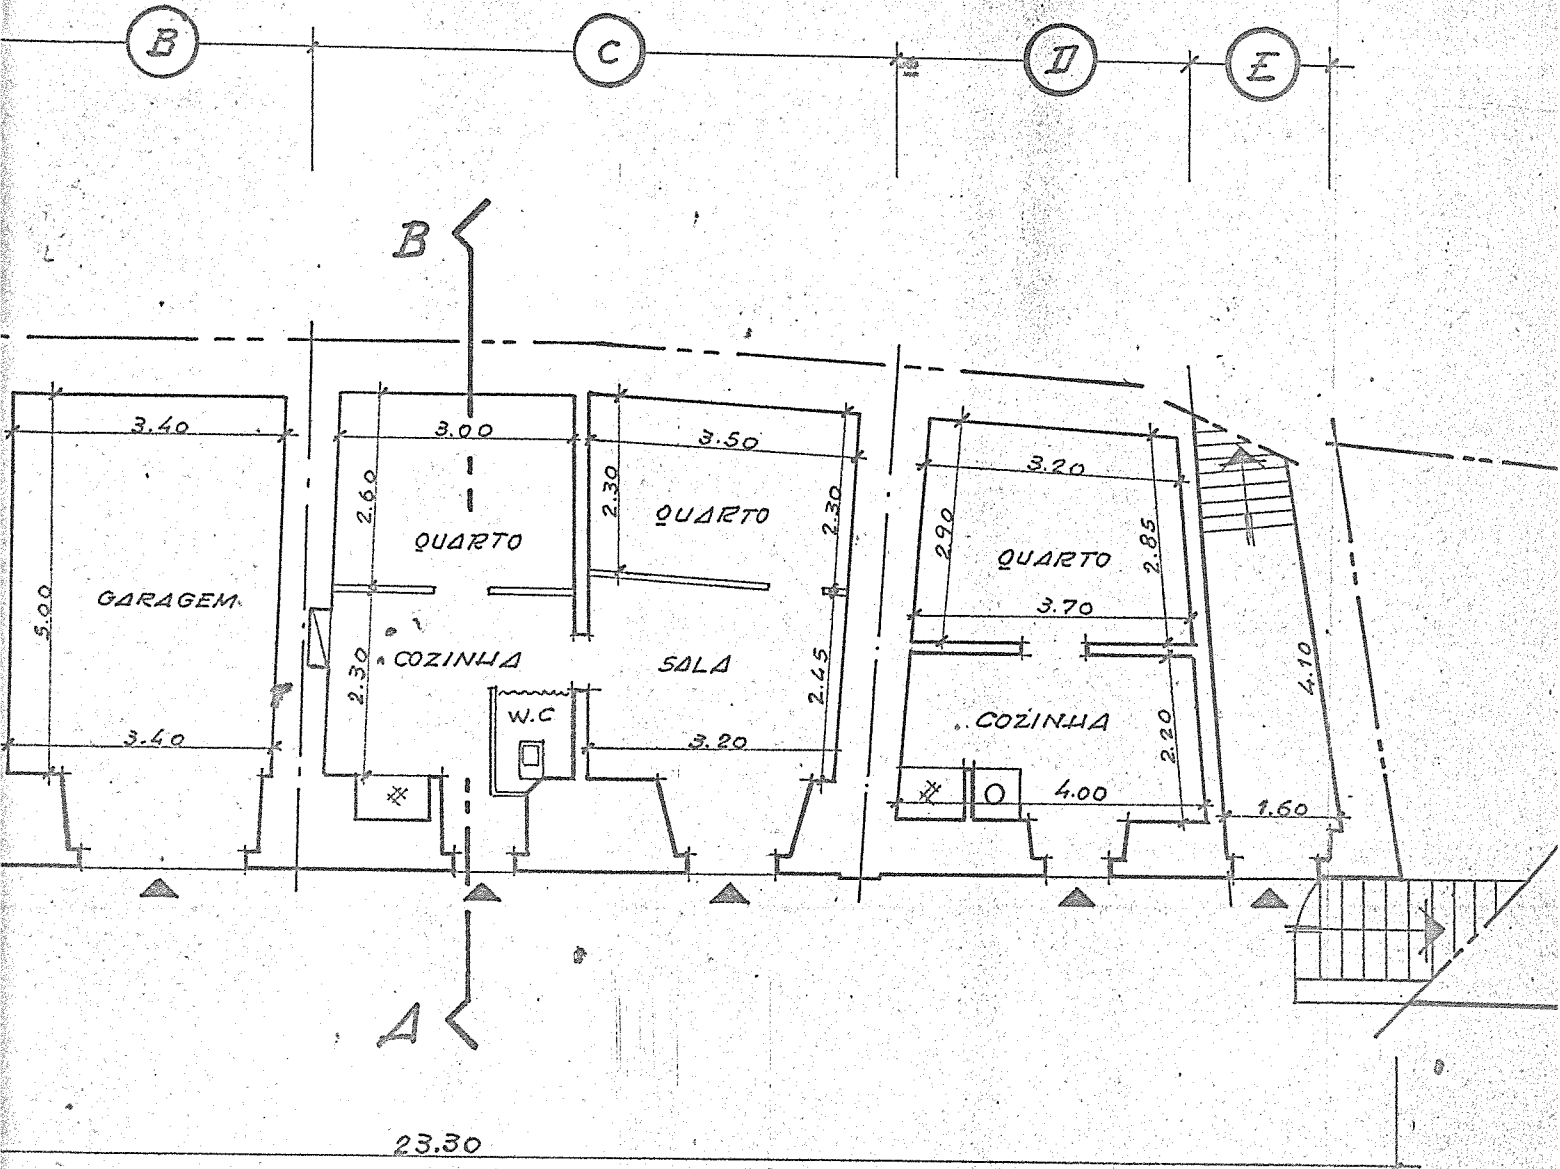 B C D E
B
3.40 3.00 3.50 3.20
2.60 2.30 2.30 2.90 2.85
QUARTO QUARTO QUARTO
GARAGEM
5.00
3.70
COZINHA SALA
2.30 2.45 4.10
W.C
COZINHA
2.20
3.40 3.20
4.00 1.60
A
23.30